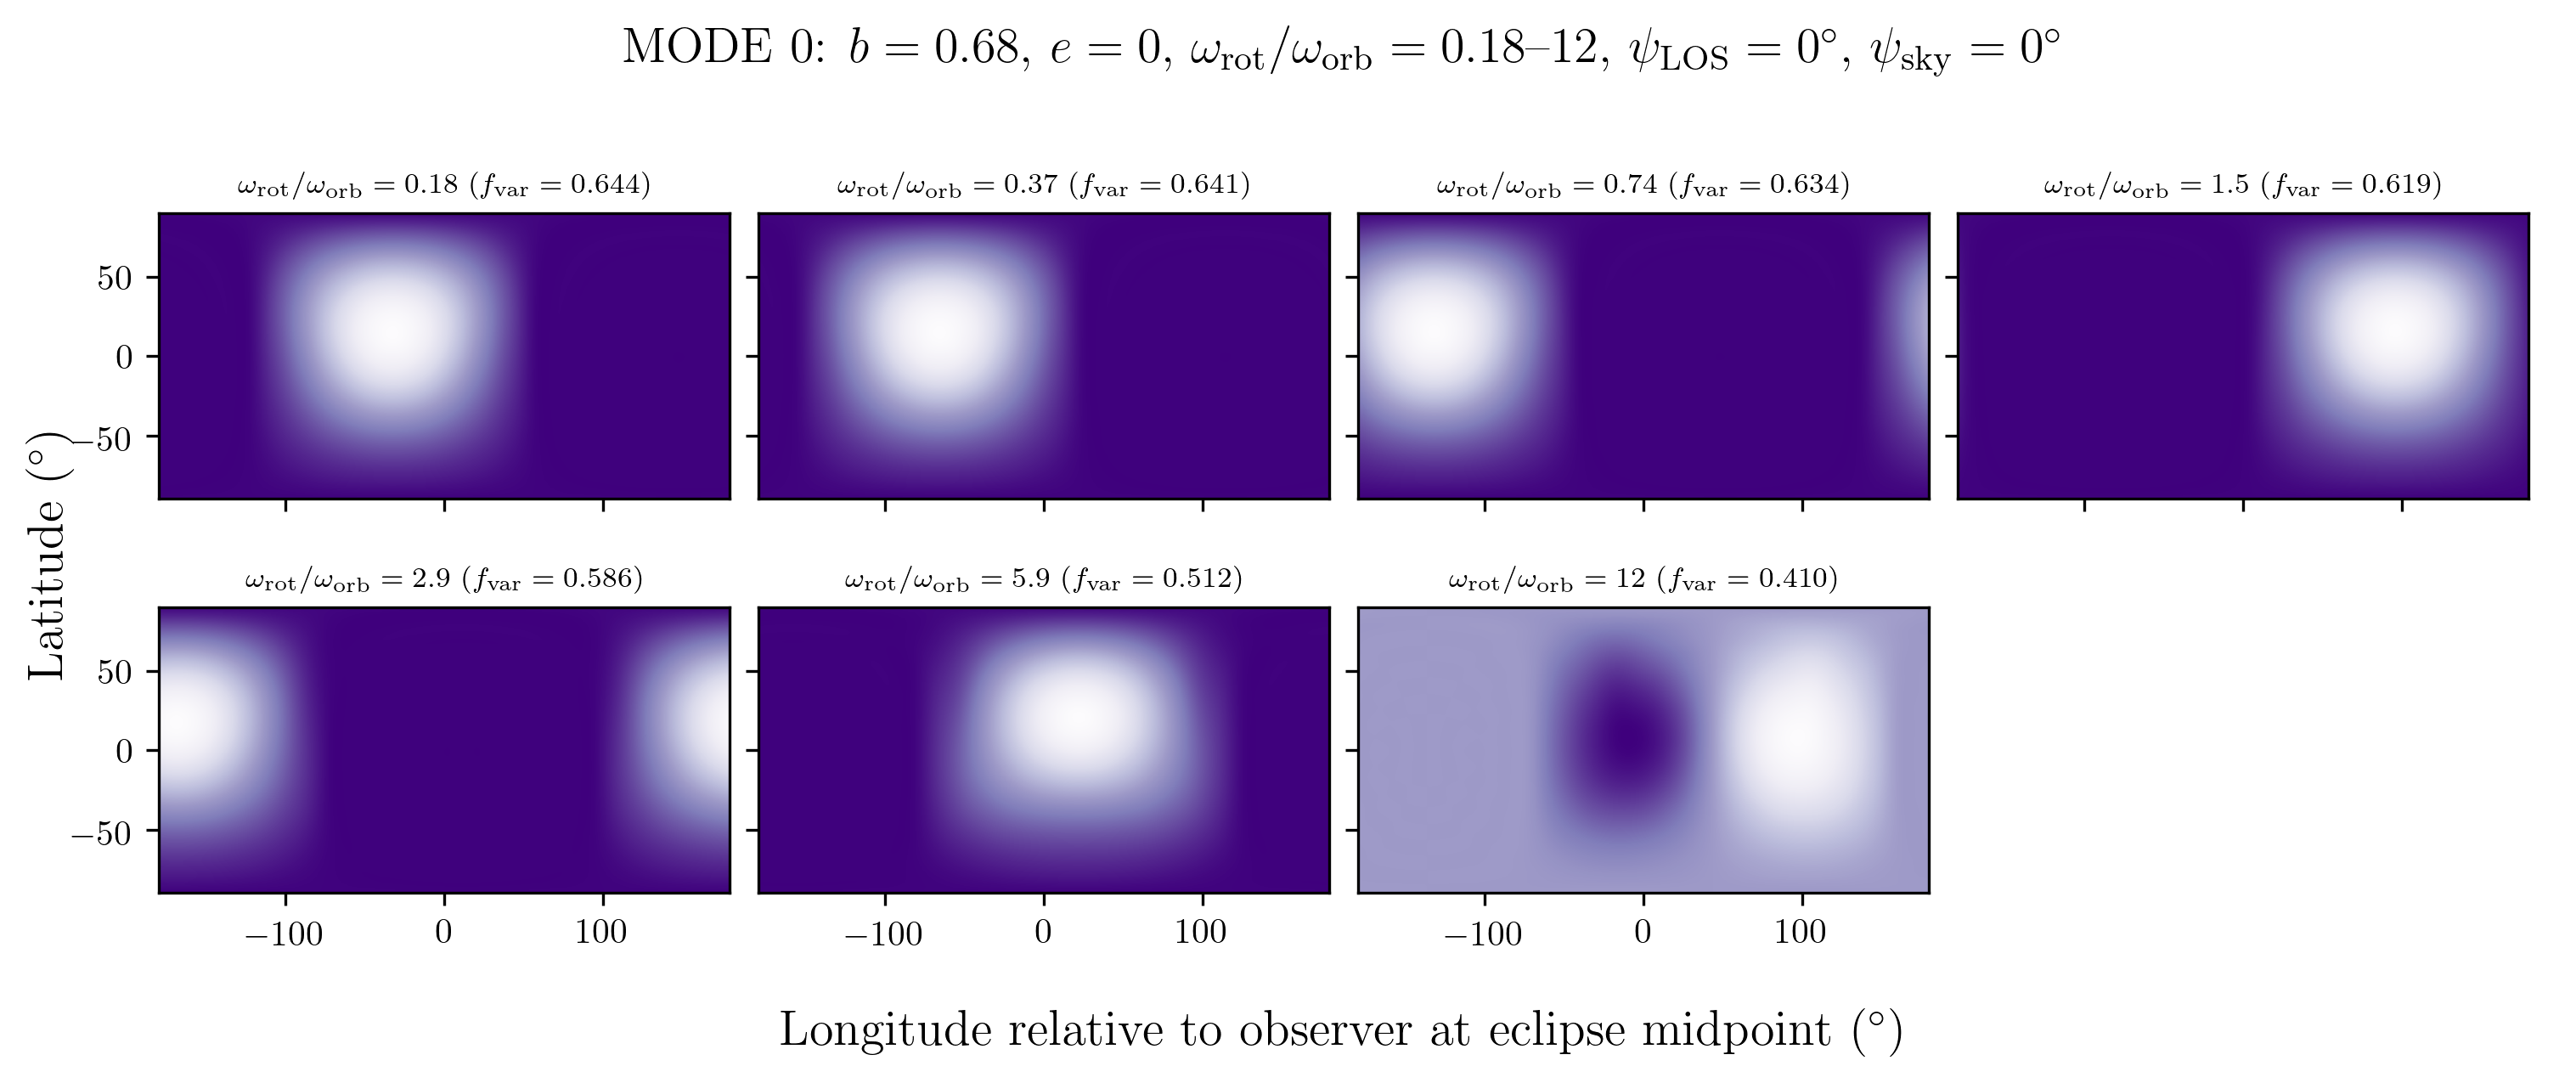 MODE 0: b = 0.68, e = 0, ω_rot/ω_orb = 0.18–12, ψ_LOS = 0°, ψ_sky = 0°
ω_rot/ω_orb = 0.18 (f_var = 0.644)
ω_rot/ω_orb = 0.37 (f_var = 0.641)
ω_rot/ω_orb = 0.74 (f_var = 0.634)
ω_rot/ω_orb = 1.5 (f_var = 0.619)
50
0
−50
Latitude (°)
ω_rot/ω_orb = 2.9 (f_var = 0.586)
ω_rot/ω_orb = 5.9 (f_var = 0.512)
ω_rot/ω_orb = 12 (f_var = 0.410)
50
0
−50
−100 0 100
−100 0 100
−100 0 100
Longitude relative to observer at eclipse midpoint (°)